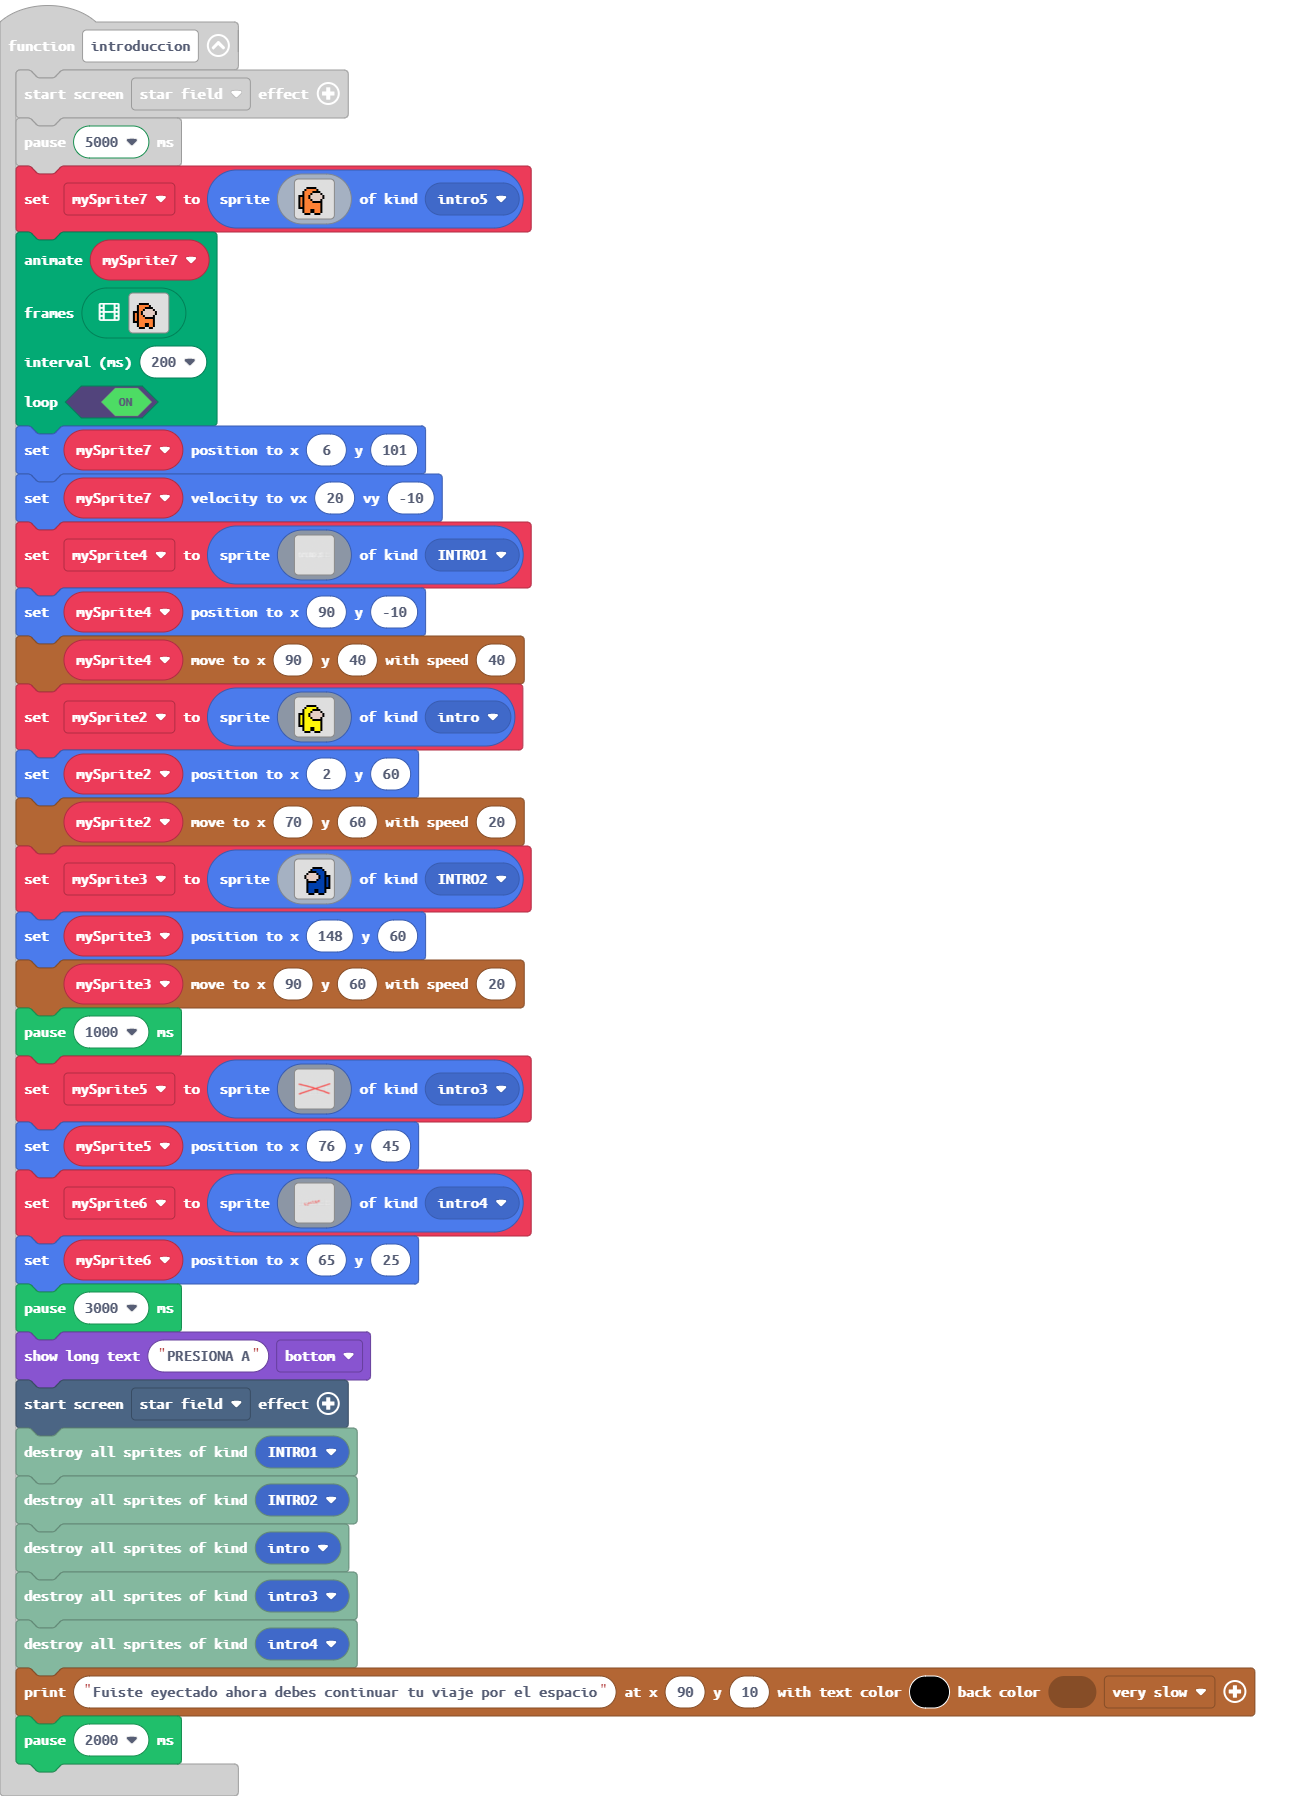 function introduccion
start screen star field effect
pause 5000 ms
set mySprite7 to sprite of kind intro5
animate mySprite7
frames
interval (ms) 200
loop ON
set mySprite7 position to x 6 y 101
set mySprite7 velocity to vx 20 vy -10
set mySprite4 to sprite of kind INTRO1
set mySprite4 position to x 90 y -10
mySprite4 move to x 90 y 40 with speed 40
set mySprite2 to sprite of kind intro
set mySprite2 position to x 2 y 60
mySprite2 move to x 70 y 60 with speed 20
set mySprite3 to sprite of kind INTRO2
set mySprite3 position to x 148 y 60
mySprite3 move to x 90 y 60 with speed 20
pause 1000 ms
set mySprite5 to sprite of kind intro3
set mySprite5 position to x 76 y 45
set mySprite6 to sprite of kind intro4
set mySprite6 position to x 65 y 25
pause 3000 ms
show long text "PRESIONA A" bottom
start screen star field effect
destroy all sprites of kind INTRO1
destroy all sprites of kind INTRO2
destroy all sprites of kind intro
destroy all sprites of kind intro3
destroy all sprites of kind intro4
print "Fuiste eyectado ahora debes continuar tu viaje por el espacio" at x 90 y 10 with text color back color very slow
pause 2000 ms